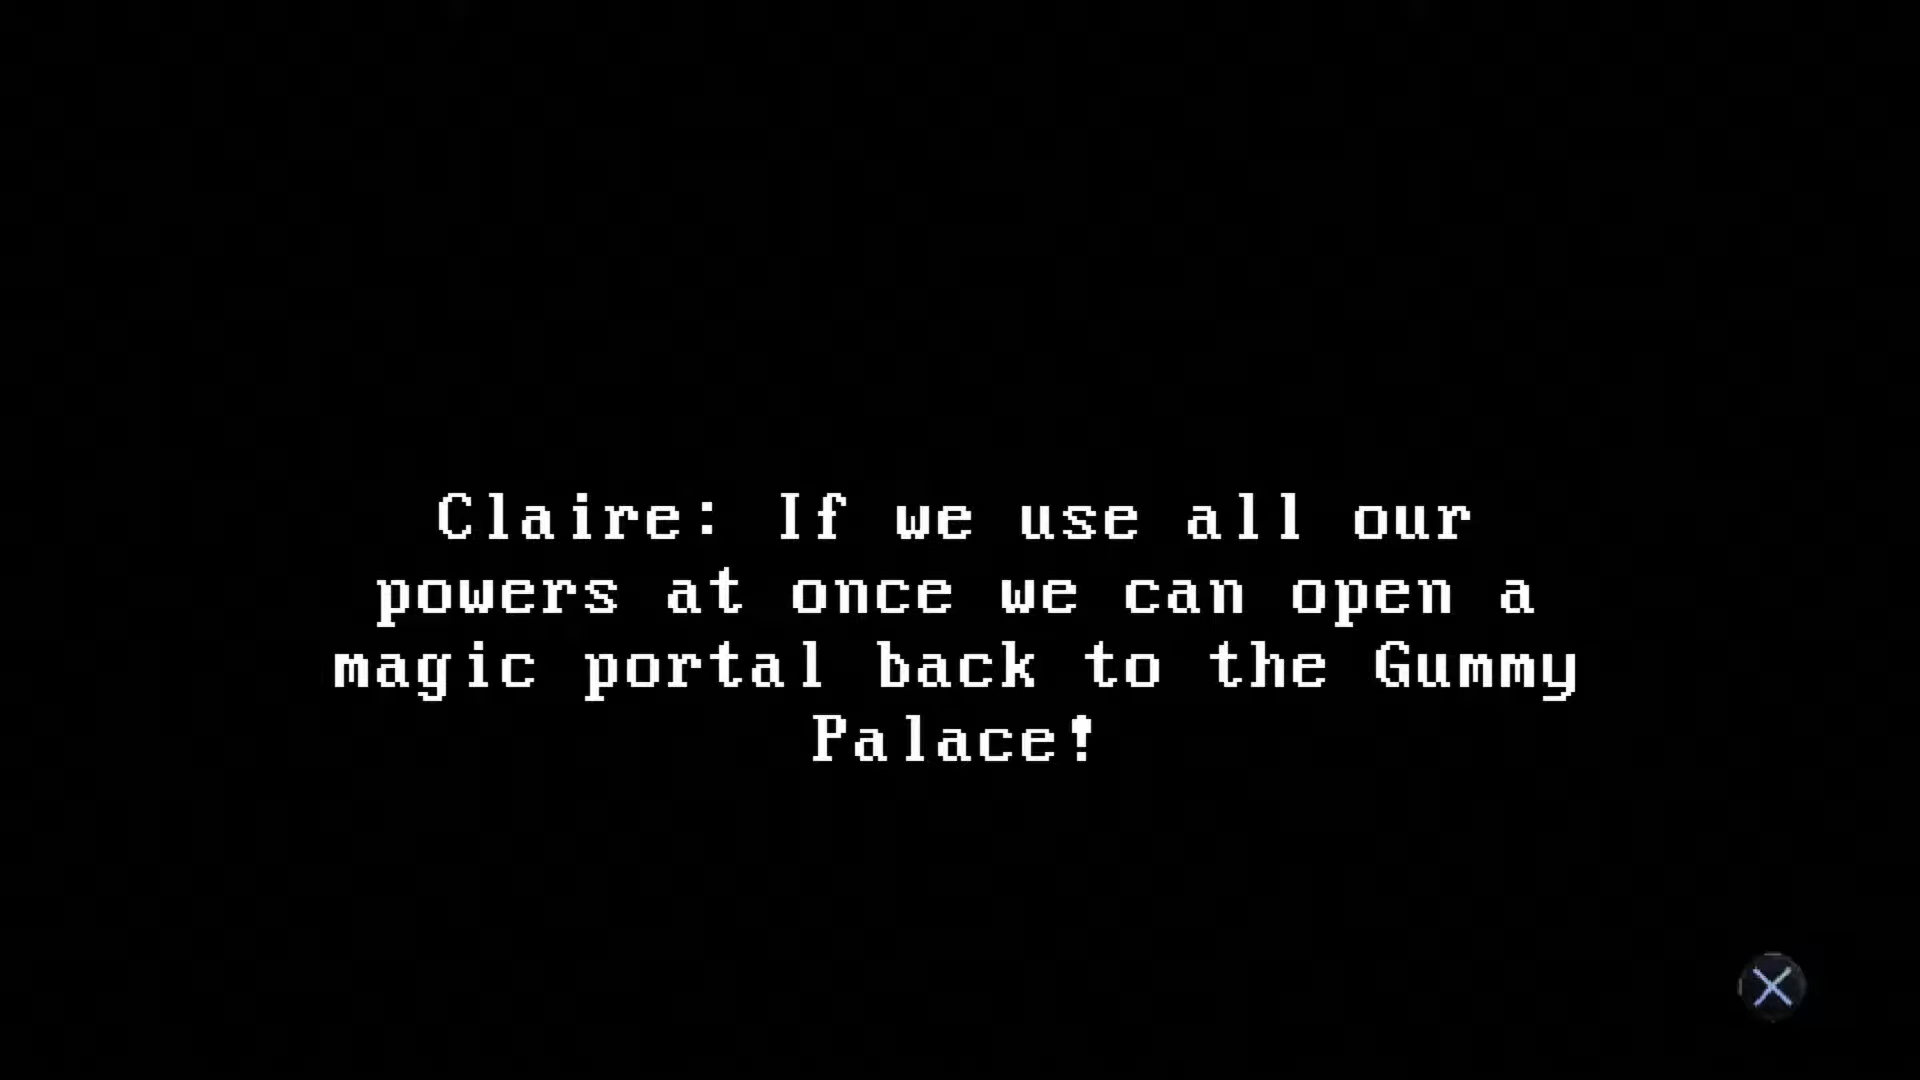 Claire: If we use all our
powers at once we can open a
magic portal back to the Gummy
Palace!